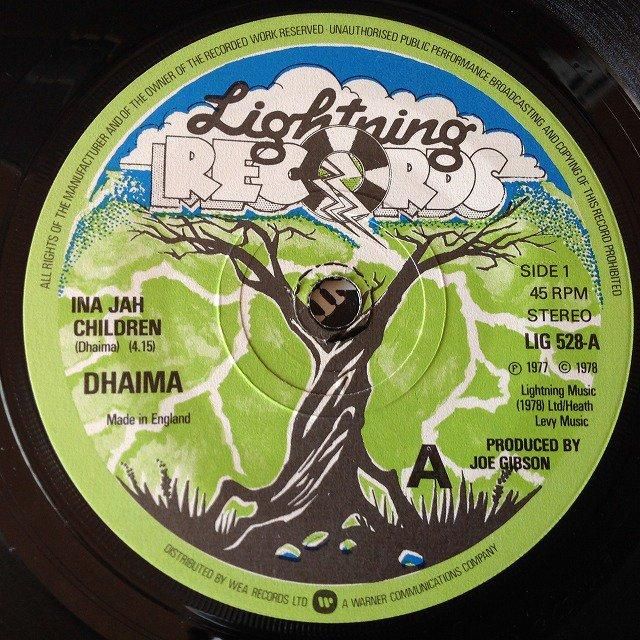 ALL RIGHTS OF THE MANUFACTURER AND OF THE OWNER OF THE RECORDED WORK RESERVED · UNAUTHORISED PUBLIC PERFORMANCE BROADCASTING AND COPYING OF THIS RECORD PROHIBITED
Lightning
RECORDS
INA JAH
CHILDREN
(Dhaima) (4.15)
DHAIMA
Made in England
SIDE 1
45 RPM
STEREO
LIG 528-A
℗ 1977 © 1978
Lightning Music
(1978) Ltd/Heath
Levy Music
PRODUCED BY
JOE GIBSON
A
DISTRIBUTED BY WEA RECORDS LTD W A WARNER COMMUNICATIONS COMPANY